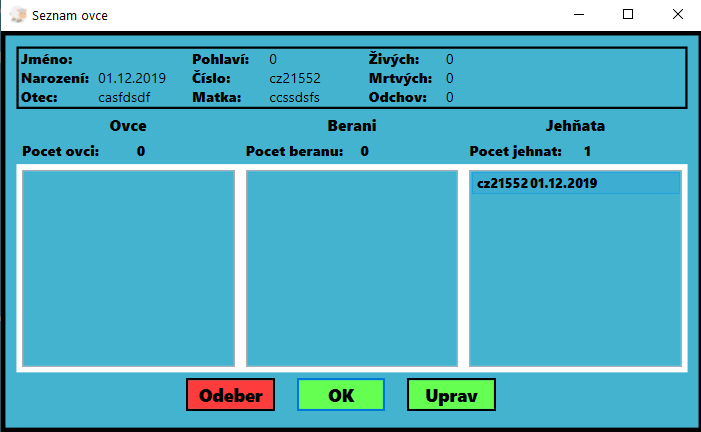 Seznam ovce
Jméno: Pohlaví: 0 Živých: 0
Narození: 01.12.2019 Číslo: cz21552 Mrtvých: 0
Otec: casfdsdf Matka: ccssdsfs Odchov: 0
Ovce Berani Jehňata
Pocet ovci: 0 Pocet beranu: 0 Pocet jehnat: 1
cz21552 01.12.2019
Odeber OK Uprav